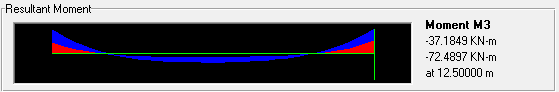 Resultant Moment
Moment M3
-37.1849 KN-m
-72.4897 KN-m
at 12.50000 m